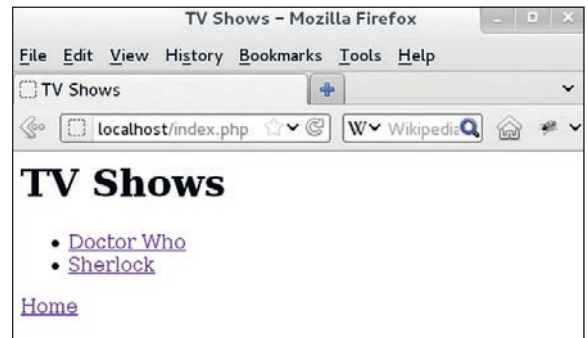 TV Shows - Mozilla Firefox
File Edit View History Bookmarks Tools Help
TV Shows
localhost/index.php W Wikipedia
TV Shows
• Doctor Who
• Sherlock
Home